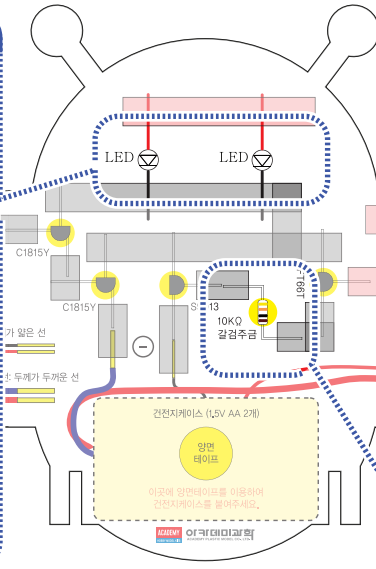 LED
LED
C1815Y
C1815Y
S
13
T66T
10KΩ
갈검주금
가 얇은 선
선: 두께가 두꺼운 선
건전지케이스 (1.5V AA 2개)
양면
테이프
이곳에 양면테이프를 이용하여
건전지케이스를 붙여주세요.
ACADEMY
아카데미과학